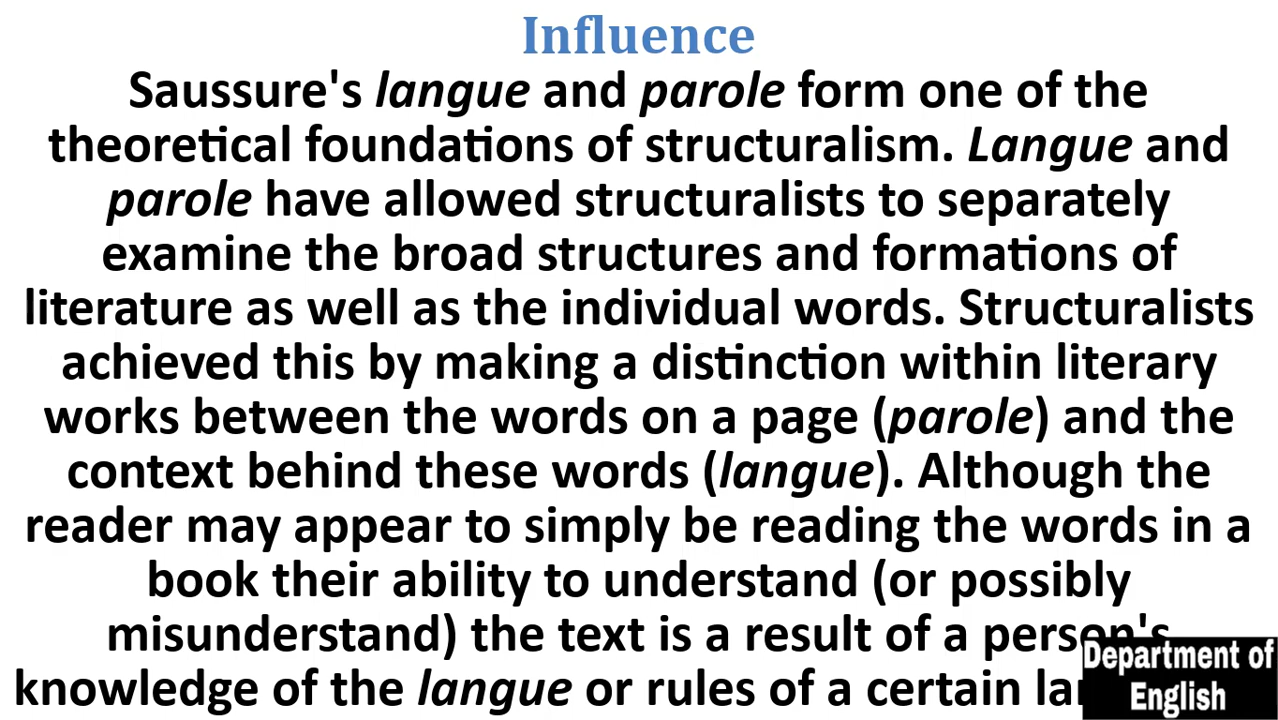 Influence
Saussure's langue and parole form one of the
theoretical foundations of structuralism. Langue and
parole have allowed structuralists to separately
examine the broad structures and formations of
literature as well as the individual words. Structuralists
achieved this by making a distinction within literary
works between the words on a page (parole) and the
context behind these words (langue). Although the
reader may appear to simply be reading the words in a
book their ability to understand (or possibly
misunderstand) the text is a result of a person's
knowledge of the langue or rules of a certain
Department of
English